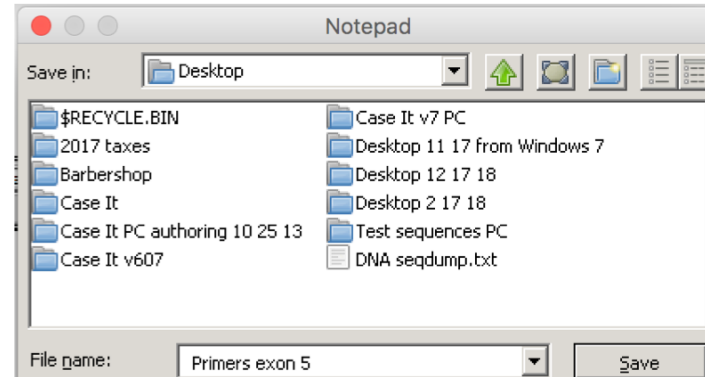 Notepad
Save in: Desktop
$RECYCLE.BIN
2017 taxes
Barbershop
Case It
Case It PC authoring 10 25 13
Case It v607
Case It v7 PC
Desktop 11 17 from Windows 7
Desktop 12 17 18
Desktop 2 17 18
Test sequences PC
DNA seqdump.txt
File name: Primers exon 5 Save